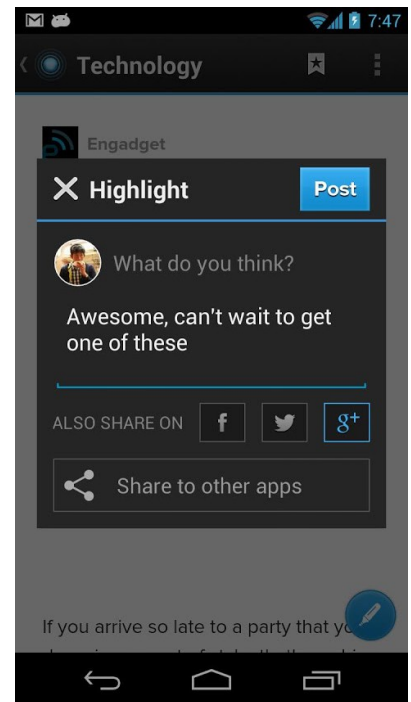 7:47
Technology
Engadget
Highlight
Post
What do you think?
Awesome, can't wait to get
one of these
ALSO SHARE ON
f
g+
Share to other apps
If you arrive so late to a party that